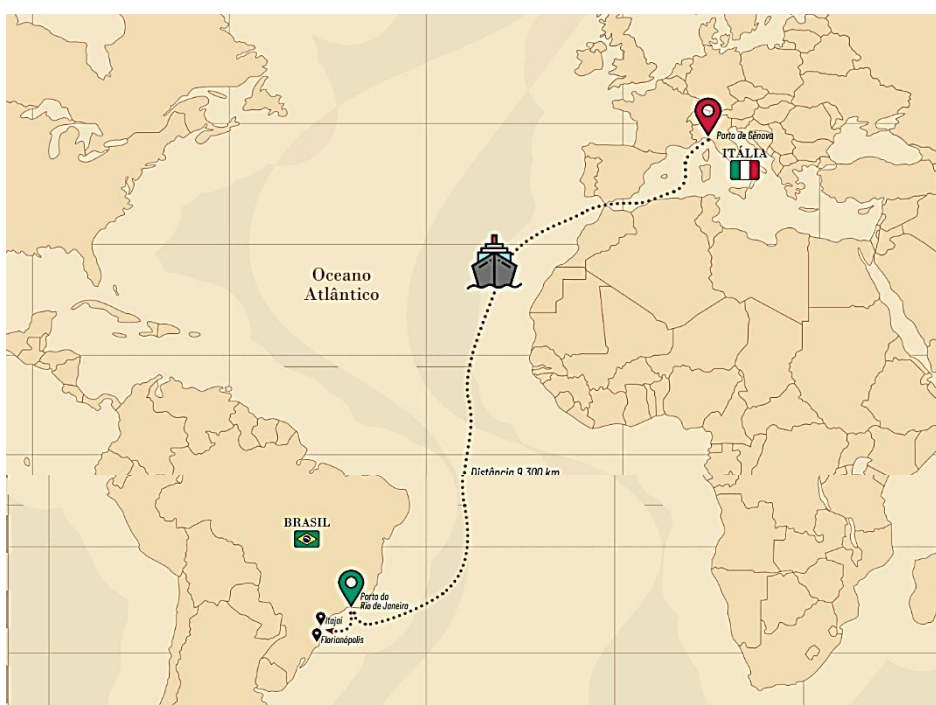 Porto de Gênova
ITÁLIA
Oceano
Atlântico
Distância 9.300 km
BRASIL
Porto do
Rio de Janeiro
Itajaí
Florianópolis